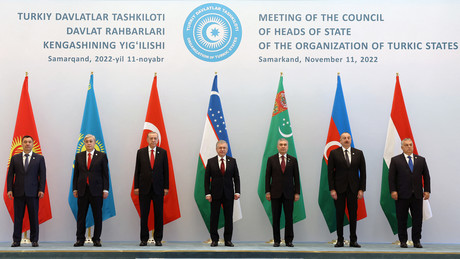 TURKIY DAVLATLAR TASHKILOTI
DAVLAT RAHBARLARI
KENGASHINING YIG'ILISHI
Samarqand, 2022-yil 11-noyabr
MEETING OF THE COUNCIL
OF HEADS OF STATE
OF THE ORGANIZATION OF TURKIC STATES
Samarkand, November 11, 2022